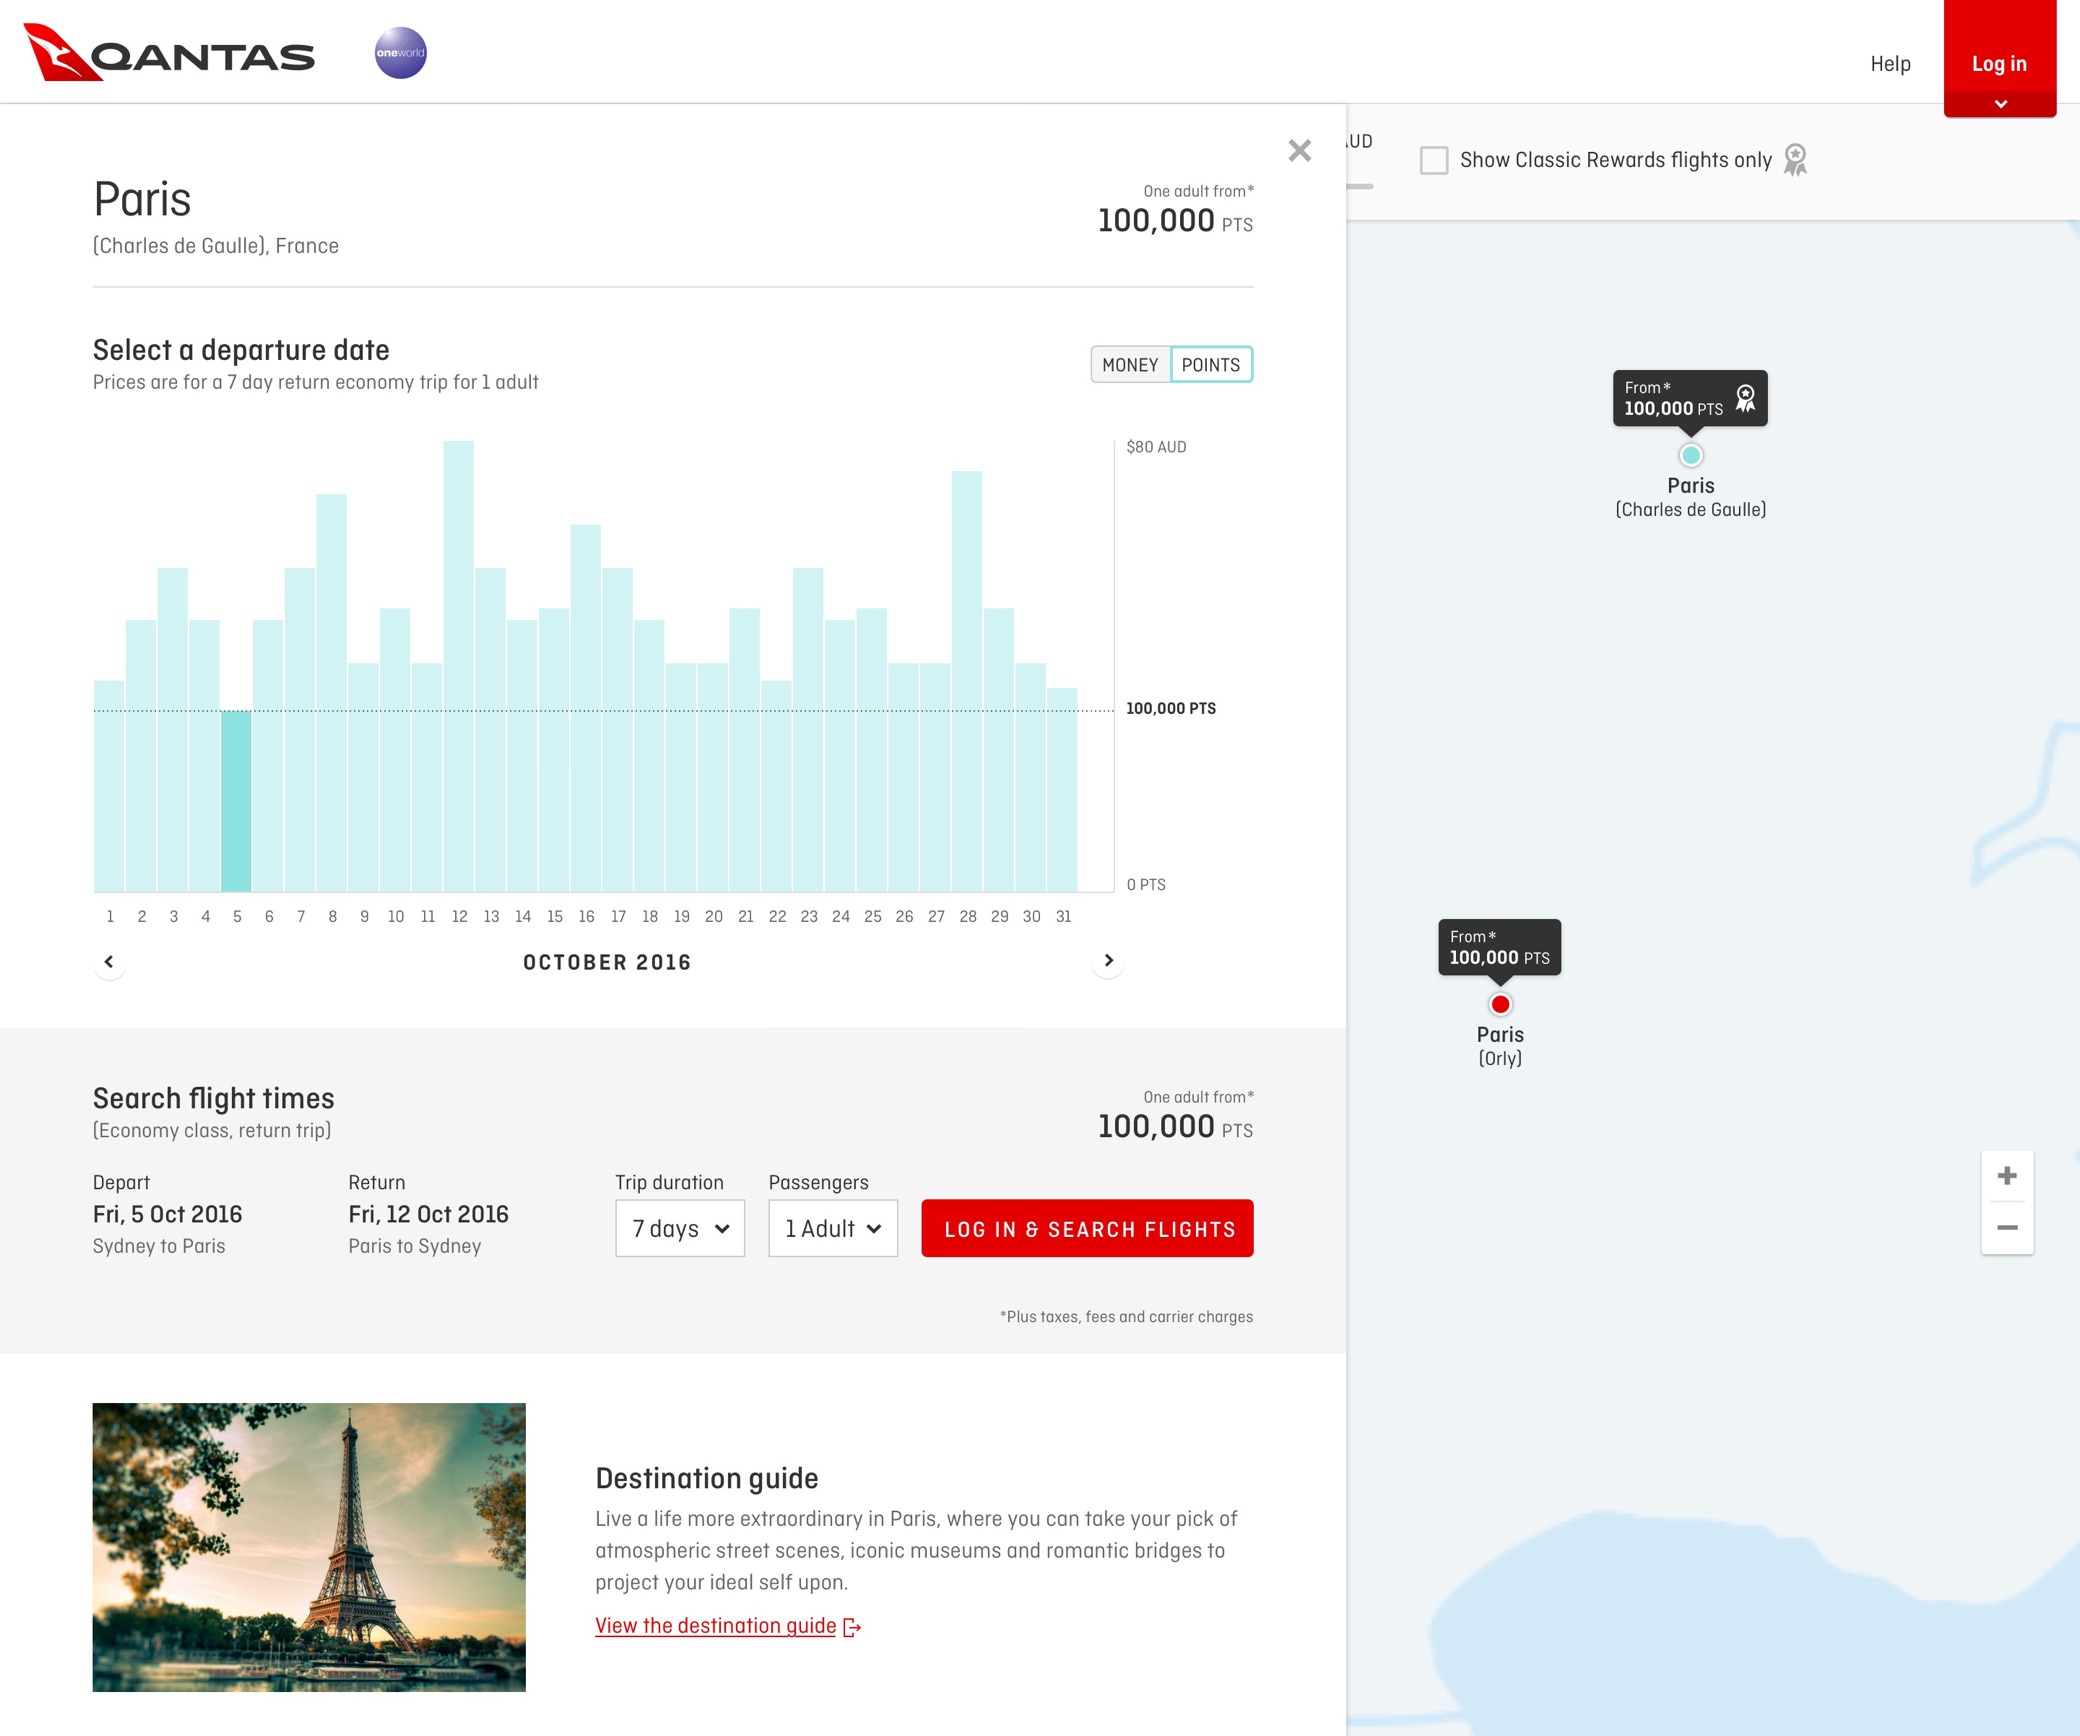 QANTAS
oneworld
Help
Log in
AUD
Show Classic Rewards flights only
Paris
(Charles de Gaulle), France
One adult from*
100,000 PTS
Select a departure date
Prices are for a 7 day return economy trip for 1 adult
MONEY
POINTS
$80 AUD
100,000 PTS
0 PTS
1 2 3 4 5 6 7 8 9 10 11 12 13 14 15 16 17 18 19 20 21 22 23 24 25 26 27 28 29 30 31
OCTOBER 2016
Search flight times
(Economy class, return trip)
One adult from*
100,000 PTS
Depart
Fri, 5 Oct 2016
Sydney to Paris
Return
Fri, 12 Oct 2016
Paris to Sydney
Trip duration
7 days
Passengers
1 Adult
LOG IN & SEARCH FLIGHTS
*Plus taxes, fees and carrier charges
Destination guide
Live a life more extraordinary in Paris, where you can take your pick of
atmospheric street scenes, iconic museums and romantic bridges to
project your ideal self upon.
View the destination guide
From*
100,000 PTS
Paris
(Charles de Gaulle)
From*
100,000 PTS
Paris
(Orly)